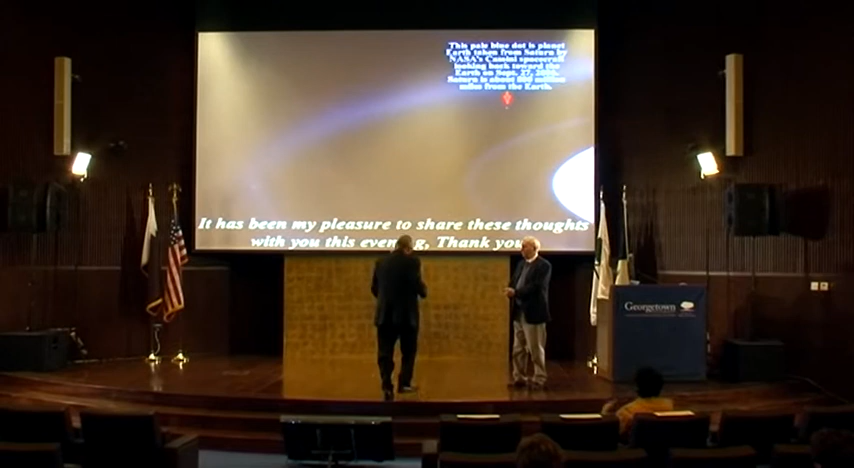 This pale blue dot is planet
Earth taken from Saturn by
NASA's Cassini spacecraft
looking back toward the
Earth on Sept. 27, 2006.
Saturn is about 800 million
miles from the Earth.
It has been my pleasure to share these thoughts
with you this evening, Thank you
Georgetown